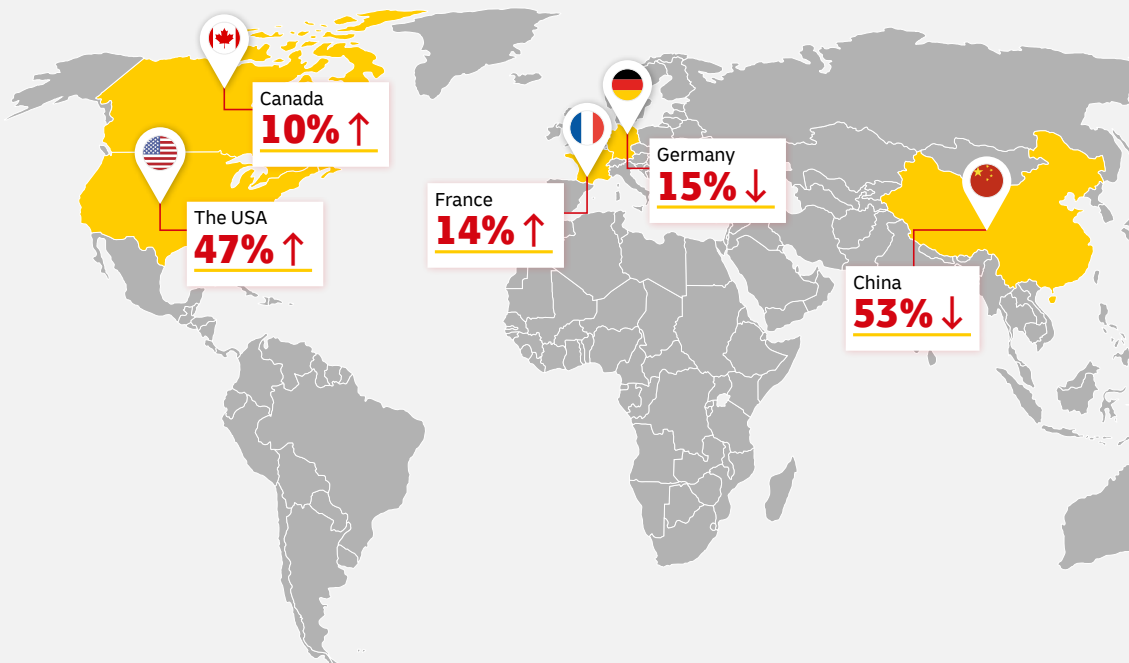 Canada
10% ↑
The USA
47% ↑
France
14% ↑
Germany
15% ↓
China
53% ↓